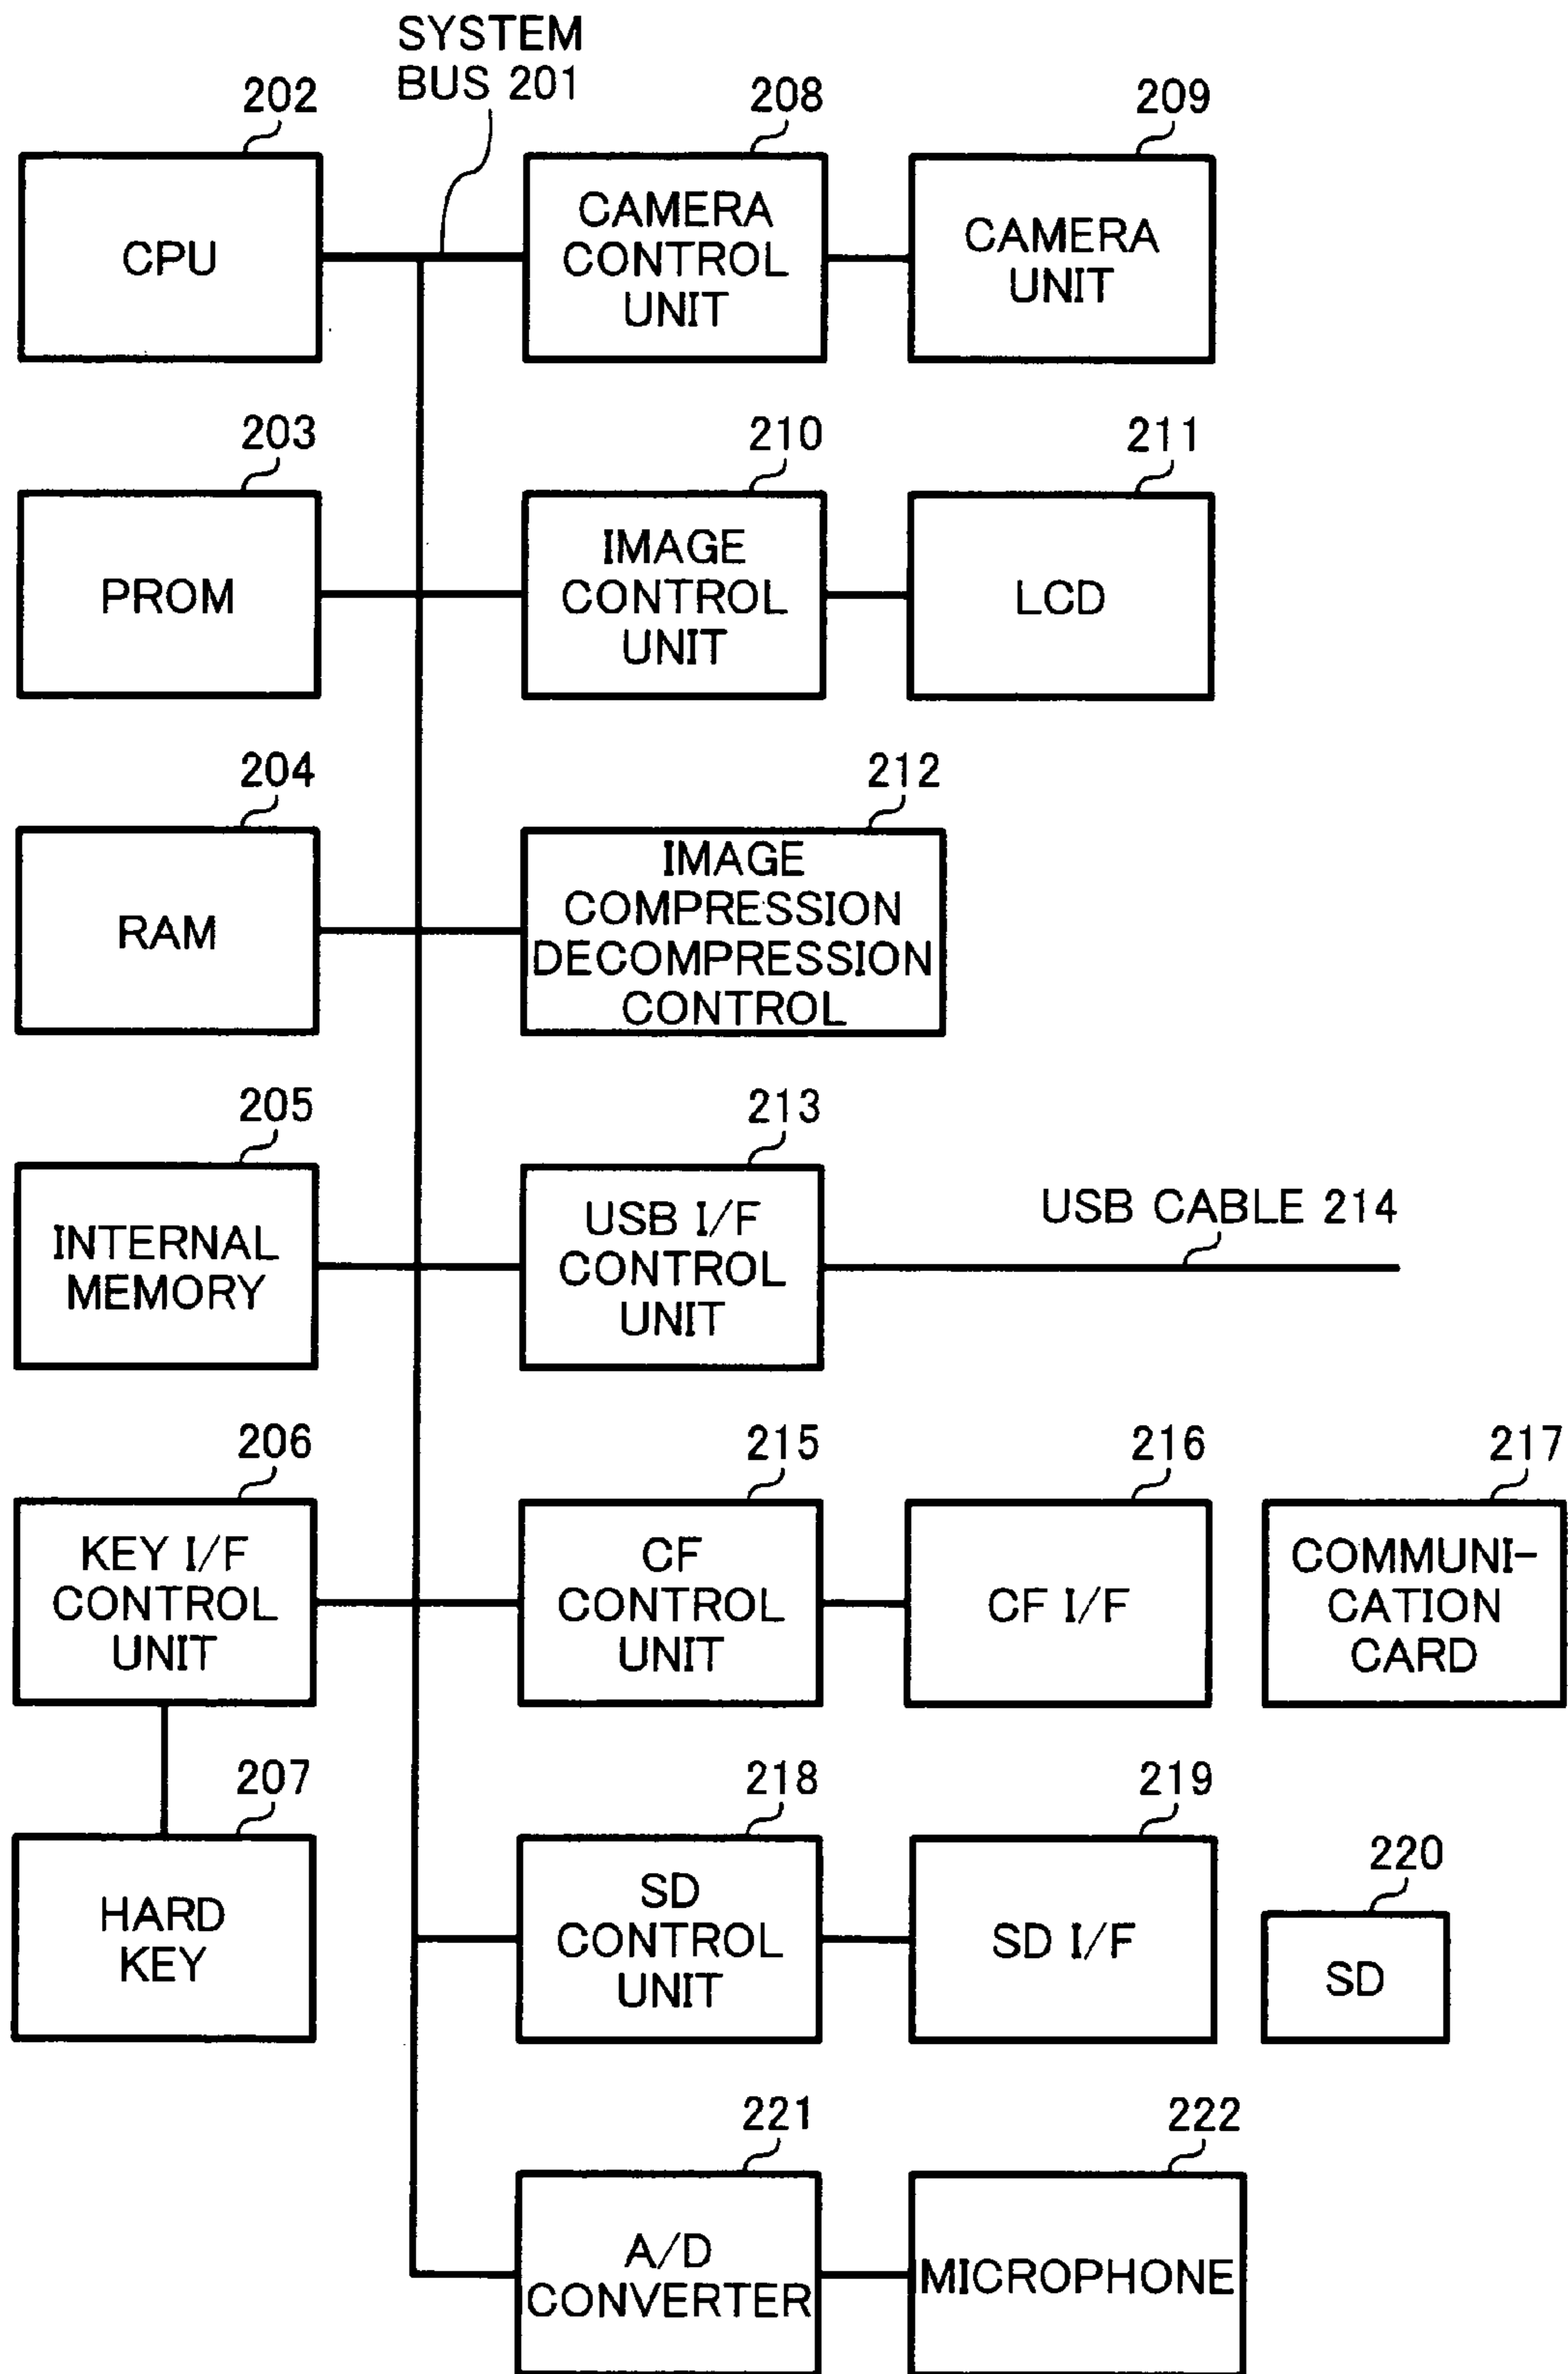 SYSTEM
BUS 201
202
208
209
CPU
CAMERA
CONTROL
UNIT
CAMERA
UNIT
203
210
211
PROM
IMAGE
CONTROL
UNIT
LCD
204
212
RAM
IMAGE
COMPRESSION
DECOMPRESSION
CONTROL
205
213
INTERNAL
MEMORY
USB I/F
CONTROL
UNIT
USB CABLE 214
206
215
216
217
KEY I/F
CONTROL
UNIT
CF
CONTROL
UNIT
CF I/F
COMMUNI-
CATION
CARD
207
218
219
220
HARD
KEY
SD
CONTROL
UNIT
SD I/F
SD
221
222
A/D
CONVERTER
MICROPHONE